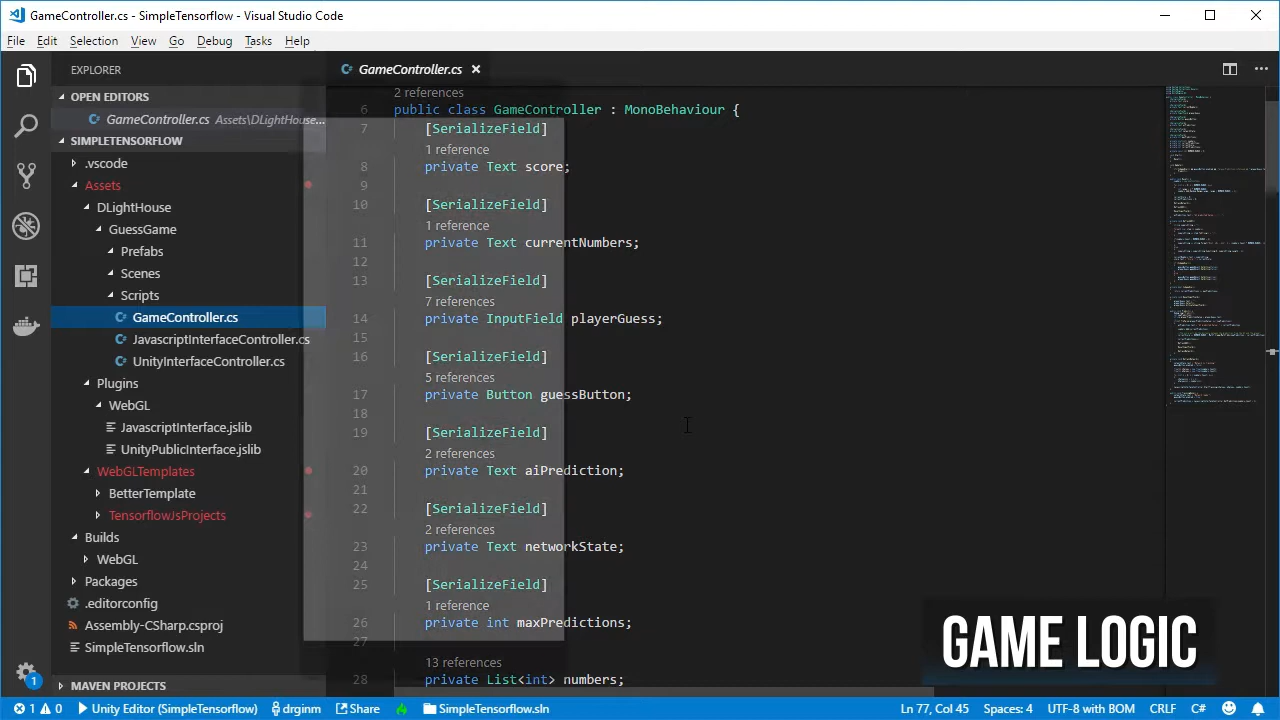 GameController.cs - SimpleTensorflow - Visual Studio Code
File Edit Selection View Go Debug Tasks Help
EXPLORER
OPEN EDITORS
GameController.cs Assets\DLightHouse...
SIMPLETENSORFLOW
.vscode
Assets
DLightHouse
GuessGame
Prefabs
Scenes
Scripts
GameController.cs
JavascriptInterfaceController.cs
UnityInterfaceController.cs
Plugins
WebGL
JavascriptInterface.jslib
UnityPublicInterface.jslib
WebGLTemplates
BetterTemplate
TensorflowJsProjects
Builds
WebGL
Packages
.editorconfig
Assembly-CSharp.csproj
SimpleTensorflow.sln
MAVEN PROJECTS
GameController.cs
2 references
6 public class GameController : MonoBehaviour {
7 [SerializeField]
1 reference
8 private Text score;
9
10 [SerializeField]
1 reference
11 private Text currentNumbers;
12
13 [SerializeField]
7 references
14 private InputField playerGuess;
15
16 [SerializeField]
5 references
17 private Button guessButton;
18
19 [SerializeField]
2 references
20 private Text aiPrediction;
21
22 [SerializeField]
2 references
23 private Text networkState;
24
25 [SerializeField]
1 reference
26 private int maxPredictions;
27
13 references
28 private List<int> numbers;
GAME LOGIC
1 0 Unity Editor (SimpleTensorflow) drginm Share SimpleTensorflow.sln Ln 77, Col 45 Spaces: 4 UTF-8 with BOM CRLF C#
1